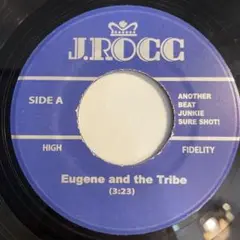 J.ROCC
SIDE A
ANOTHER
BEAT
JUNKIE
SURE SHOT!
HIGH
FIDELITY
Eugene and the Tribe
(3:23)